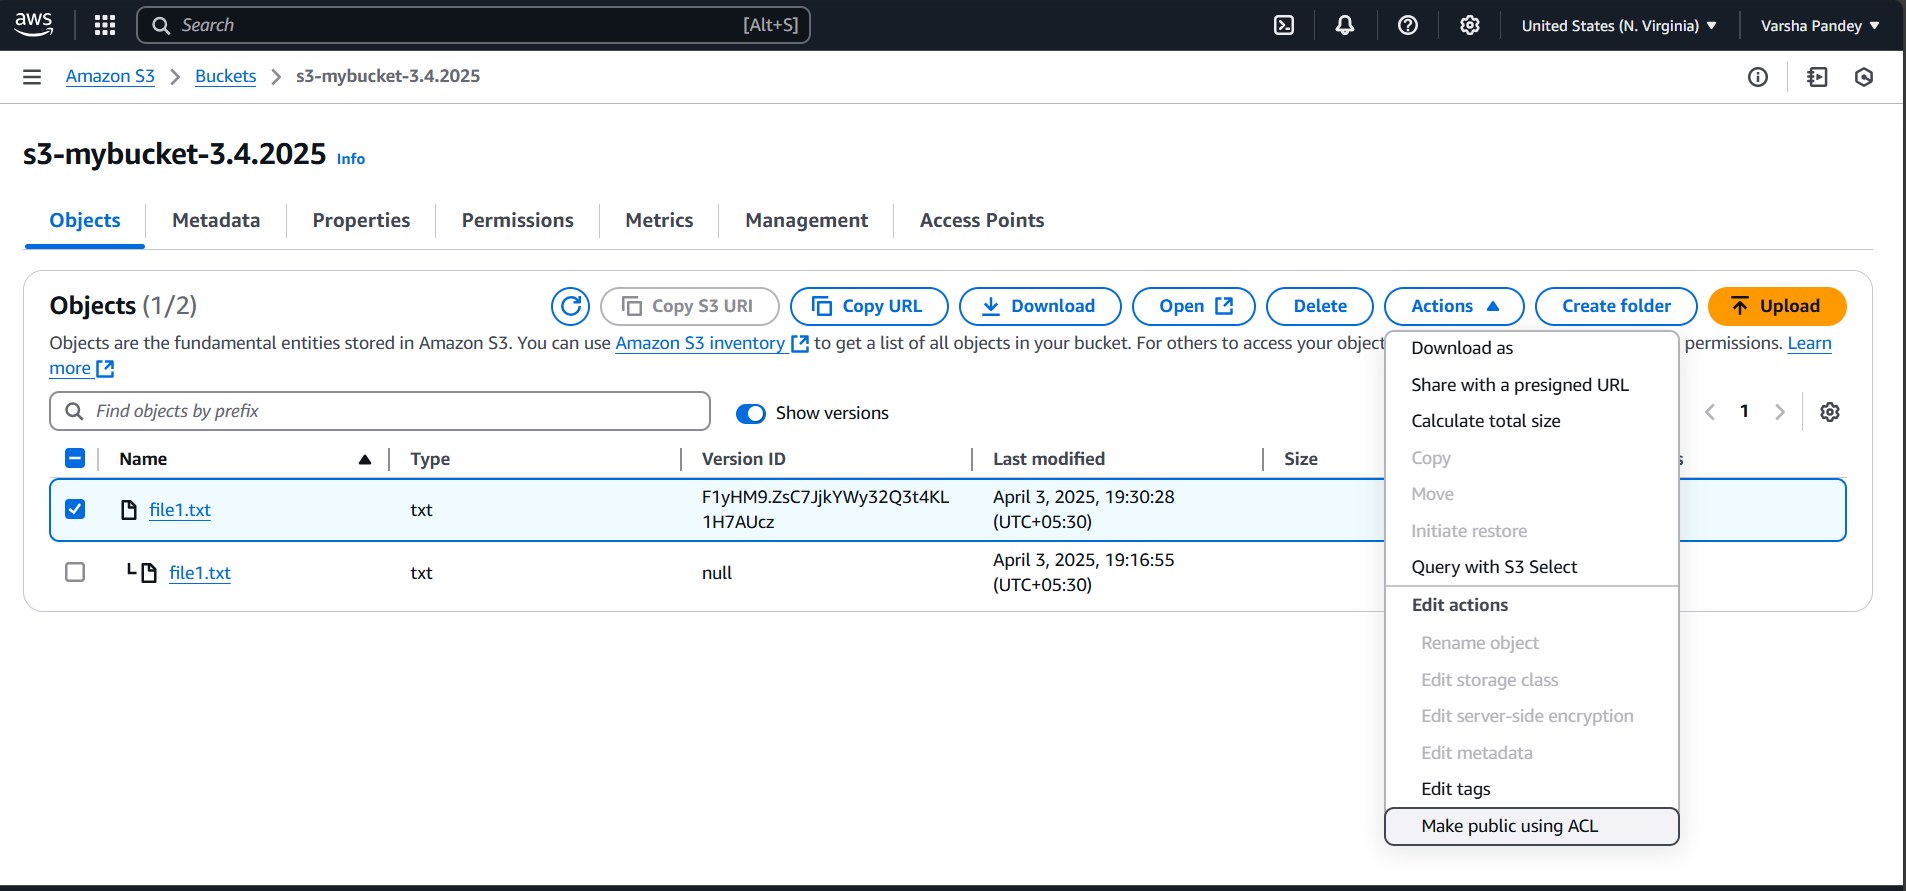 aws
Search [Alt+S]
United States (N. Virginia)
Varsha Pandey
Amazon S3 > Buckets > s3-mybucket-3.4.2025
s3-mybucket-3.4.2025 Info
Objects Metadata Properties Permissions Metrics Management Access Points
Objects (1/2)
Copy S3 URI
Copy URL
Download
Open
Delete
Actions
Create folder
Upload
Objects are the fundamental entities stored in Amazon S3. You can use Amazon S3 inventory to get a list of all objects in your bucket. For others to access your object permissions. Learn
more
Find objects by prefix
Show versions
1
Name Type Version ID Last modified Size s
file1.txt txt F1yHM9.ZsC7JjkYWy32Q3t4KL April 3, 2025, 19:30:28
1H7AUcz (UTC+05:30)
file1.txt txt null April 3, 2025, 19:16:55
(UTC+05:30)
Download as
Share with a presigned URL
Calculate total size
Copy
Move
Initiate restore
Query with S3 Select
Edit actions
Rename object
Edit storage class
Edit server-side encryption
Edit metadata
Edit tags
Make public using ACL